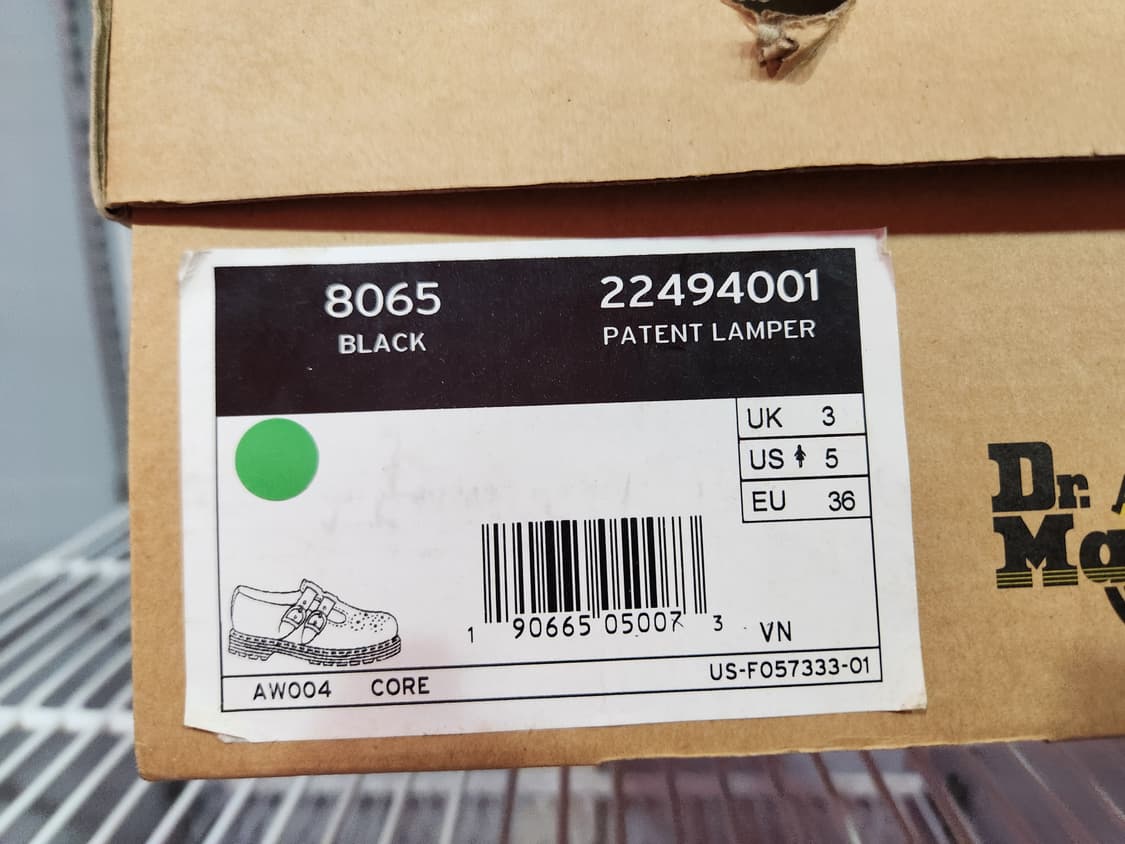 8065 22494001
BLACK PATENT LAMPER
UK 3
US 5
EU 36
1 90665 05007 3 VN
AW004 CORE US-F057333-01
Dr.